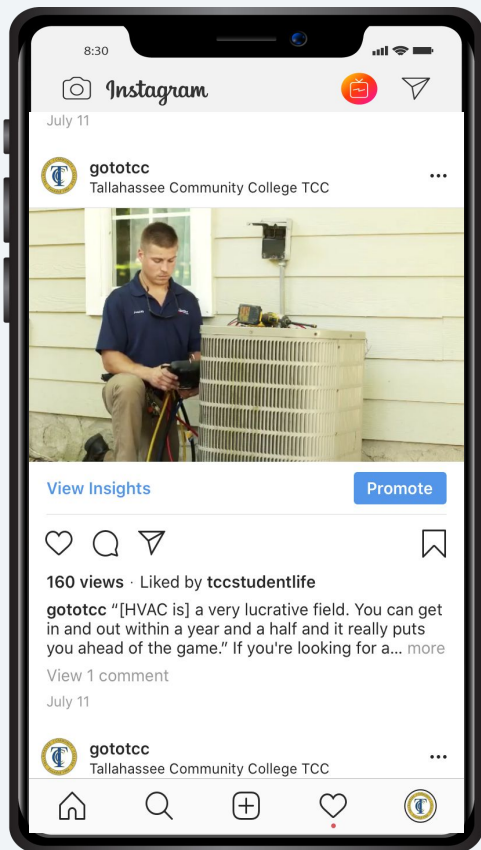 8:30
Instagram
July 11
gototcc
Tallahassee Community College TCC
View Insights
Promote
160 views · Liked by tccstudentlife
gototcc “[HVAC is] a very lucrative field. You can get
in and out within a year and a half and it really puts
you ahead of the game.” If you're looking for a... more
View 1 comment
July 11
gototcc
Tallahassee Community College TCC